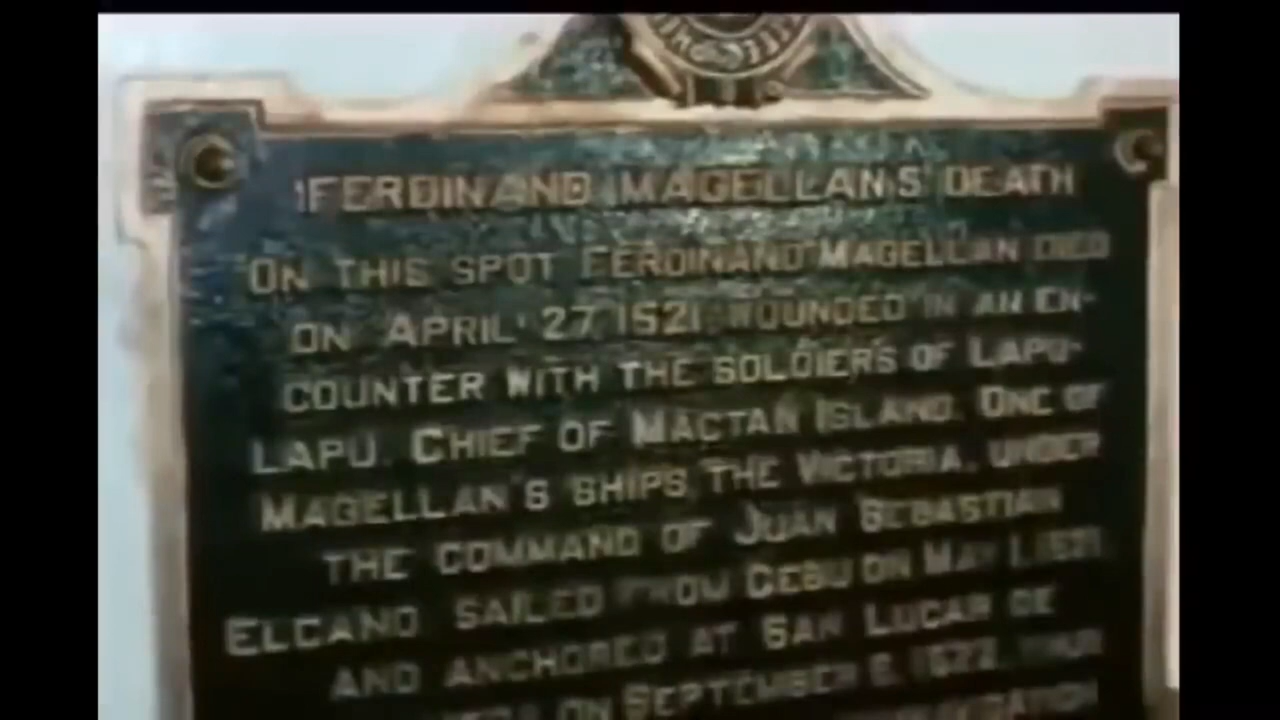 FERDINAND MAGELLAN'S DEATH
ON THIS SPOT FERDINAND MAGELLAN DIED
ON APRIL 27 1521, WOUNDED IN AN EN-
COUNTER WITH THE SOLDIERS OF LAPU-
LAPU, CHIEF OF MACTAN ISLAND. ONE OF
MAGELLAN'S SHIPS THE VICTORIA, UNDER
THE COMMAND OF JUAN SEBASTIAN
ELCANO, SAILED FROM CEBU ON MAY 1, 1521,
AND ANCHORED AT SAN LUCAR DE
ON SEPTEMBER 6, 1522, THUS